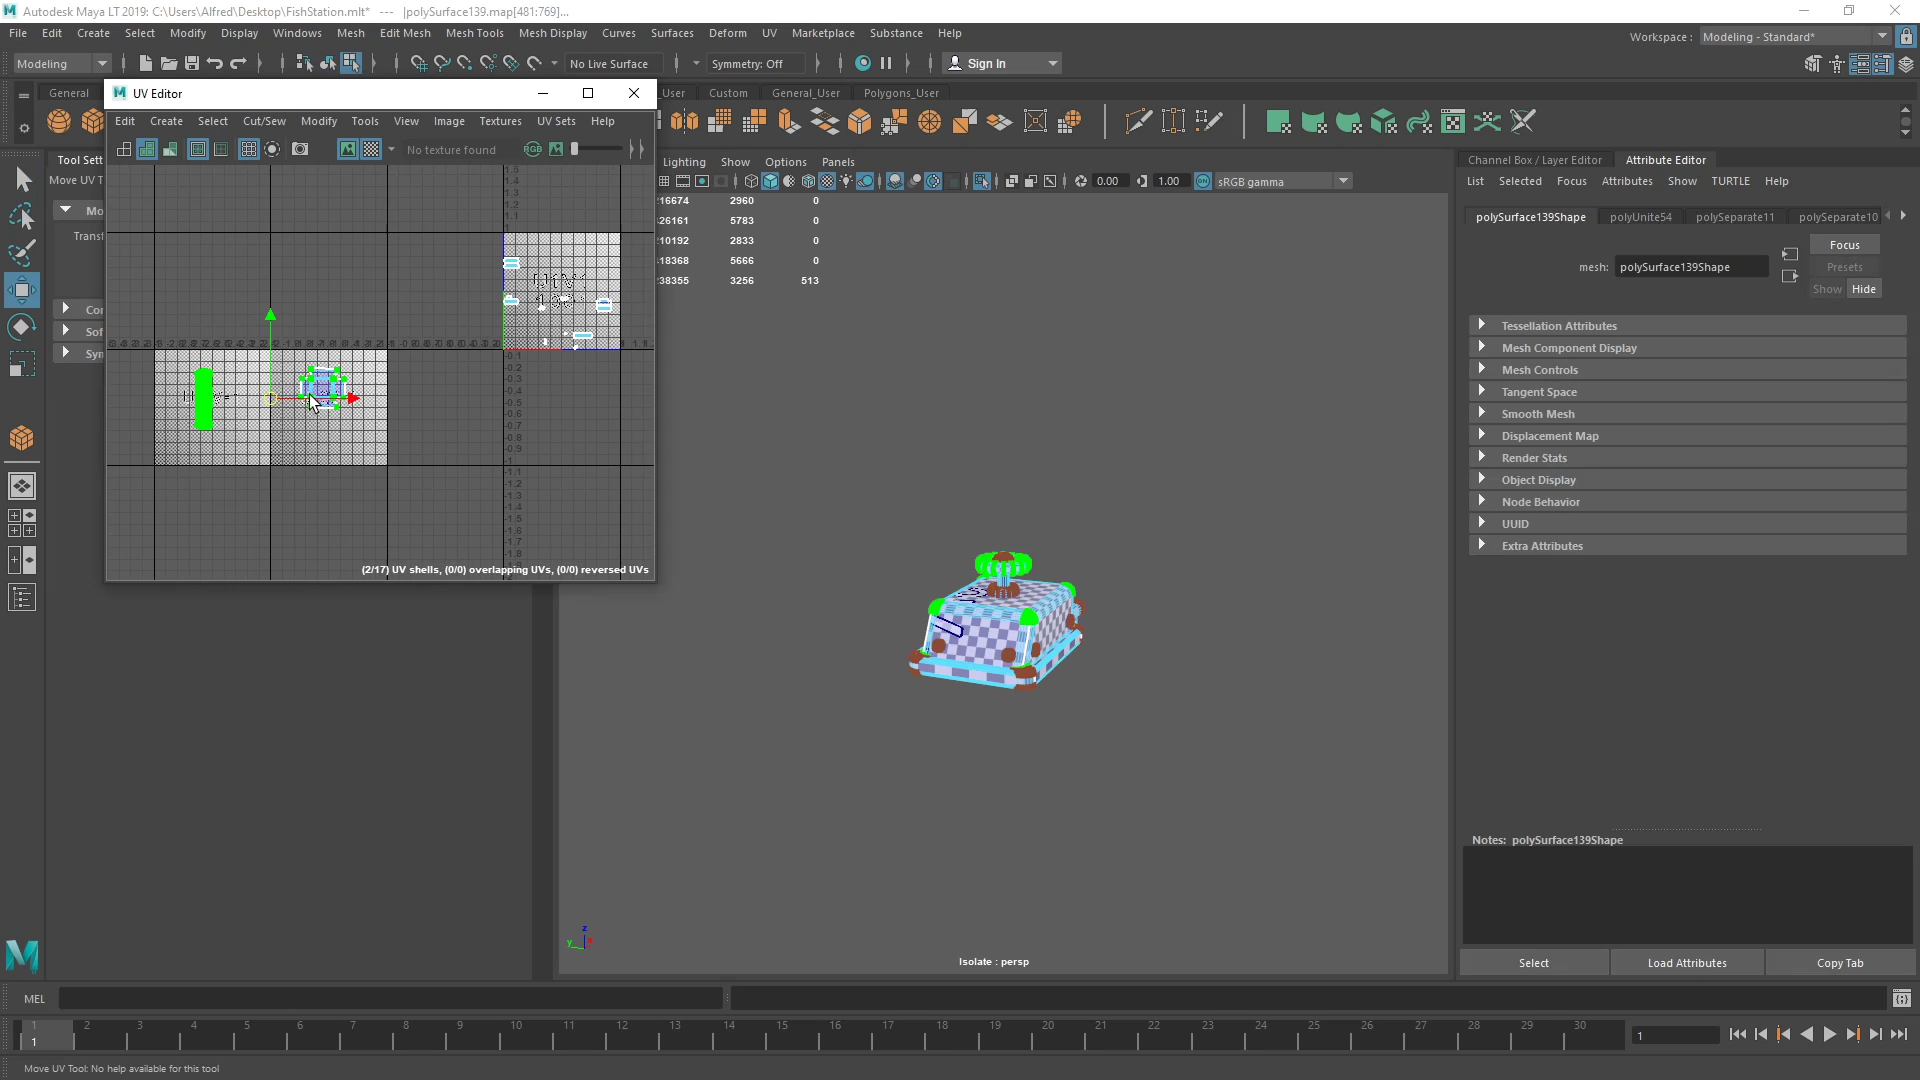 Autodesk Maya LT 2019: C:\Users\Alfred\Desktop\FishStation.mlt* --- |polySurface139.map[481:769]...
File Edit Create Select Modify Display Windows Mesh Edit Mesh Mesh Tools Mesh Display Curves Surfaces Deform UV Marketplace Substance Help
Workspace : Modeling - Standard*
Modeling No Live Surface Symmetry: Off Sign In
General _User Custom General_User Polygons_User
UV Editor
Edit Create Select Cut/Sew Modify Tools View Image Textures UV Sets Help
No texture found
Tool Sett
Move UV T
Mo
Transf
Con
Sof
Sym
(2/17) UV shells, (0/0) overlapping UVs, (0/0) reversed UVs
Lighting Show Options Panels
0.00 1.00 sRGB gamma
16674 2960 0
26161 5783 0
10192 2833 0
18368 5666 0
38355 3256 513
Isolate : persp
z
y
x
Channel Box / Layer Editor Attribute Editor
List Selected Focus Attributes Show TURTLE Help
polySurface139Shape polyUnite54 polySeparate11 polySeparate10
Focus
mesh: polySurface139Shape Presets
Show Hide
Tessellation Attributes
Mesh Component Display
Mesh Controls
Tangent Space
Smooth Mesh
Displacement Map
Render Stats
Object Display
Node Behavior
UUID
Extra Attributes
Notes: polySurface139Shape
Select Load Attributes Copy Tab
MEL
1 2 3 4 5 6 7 8 9 10 11 12 13 14 15 16 17 18 19 20 21 22 23 24 25 26 27 28 29 30
1 1
Move UV Tool: No help available for this tool